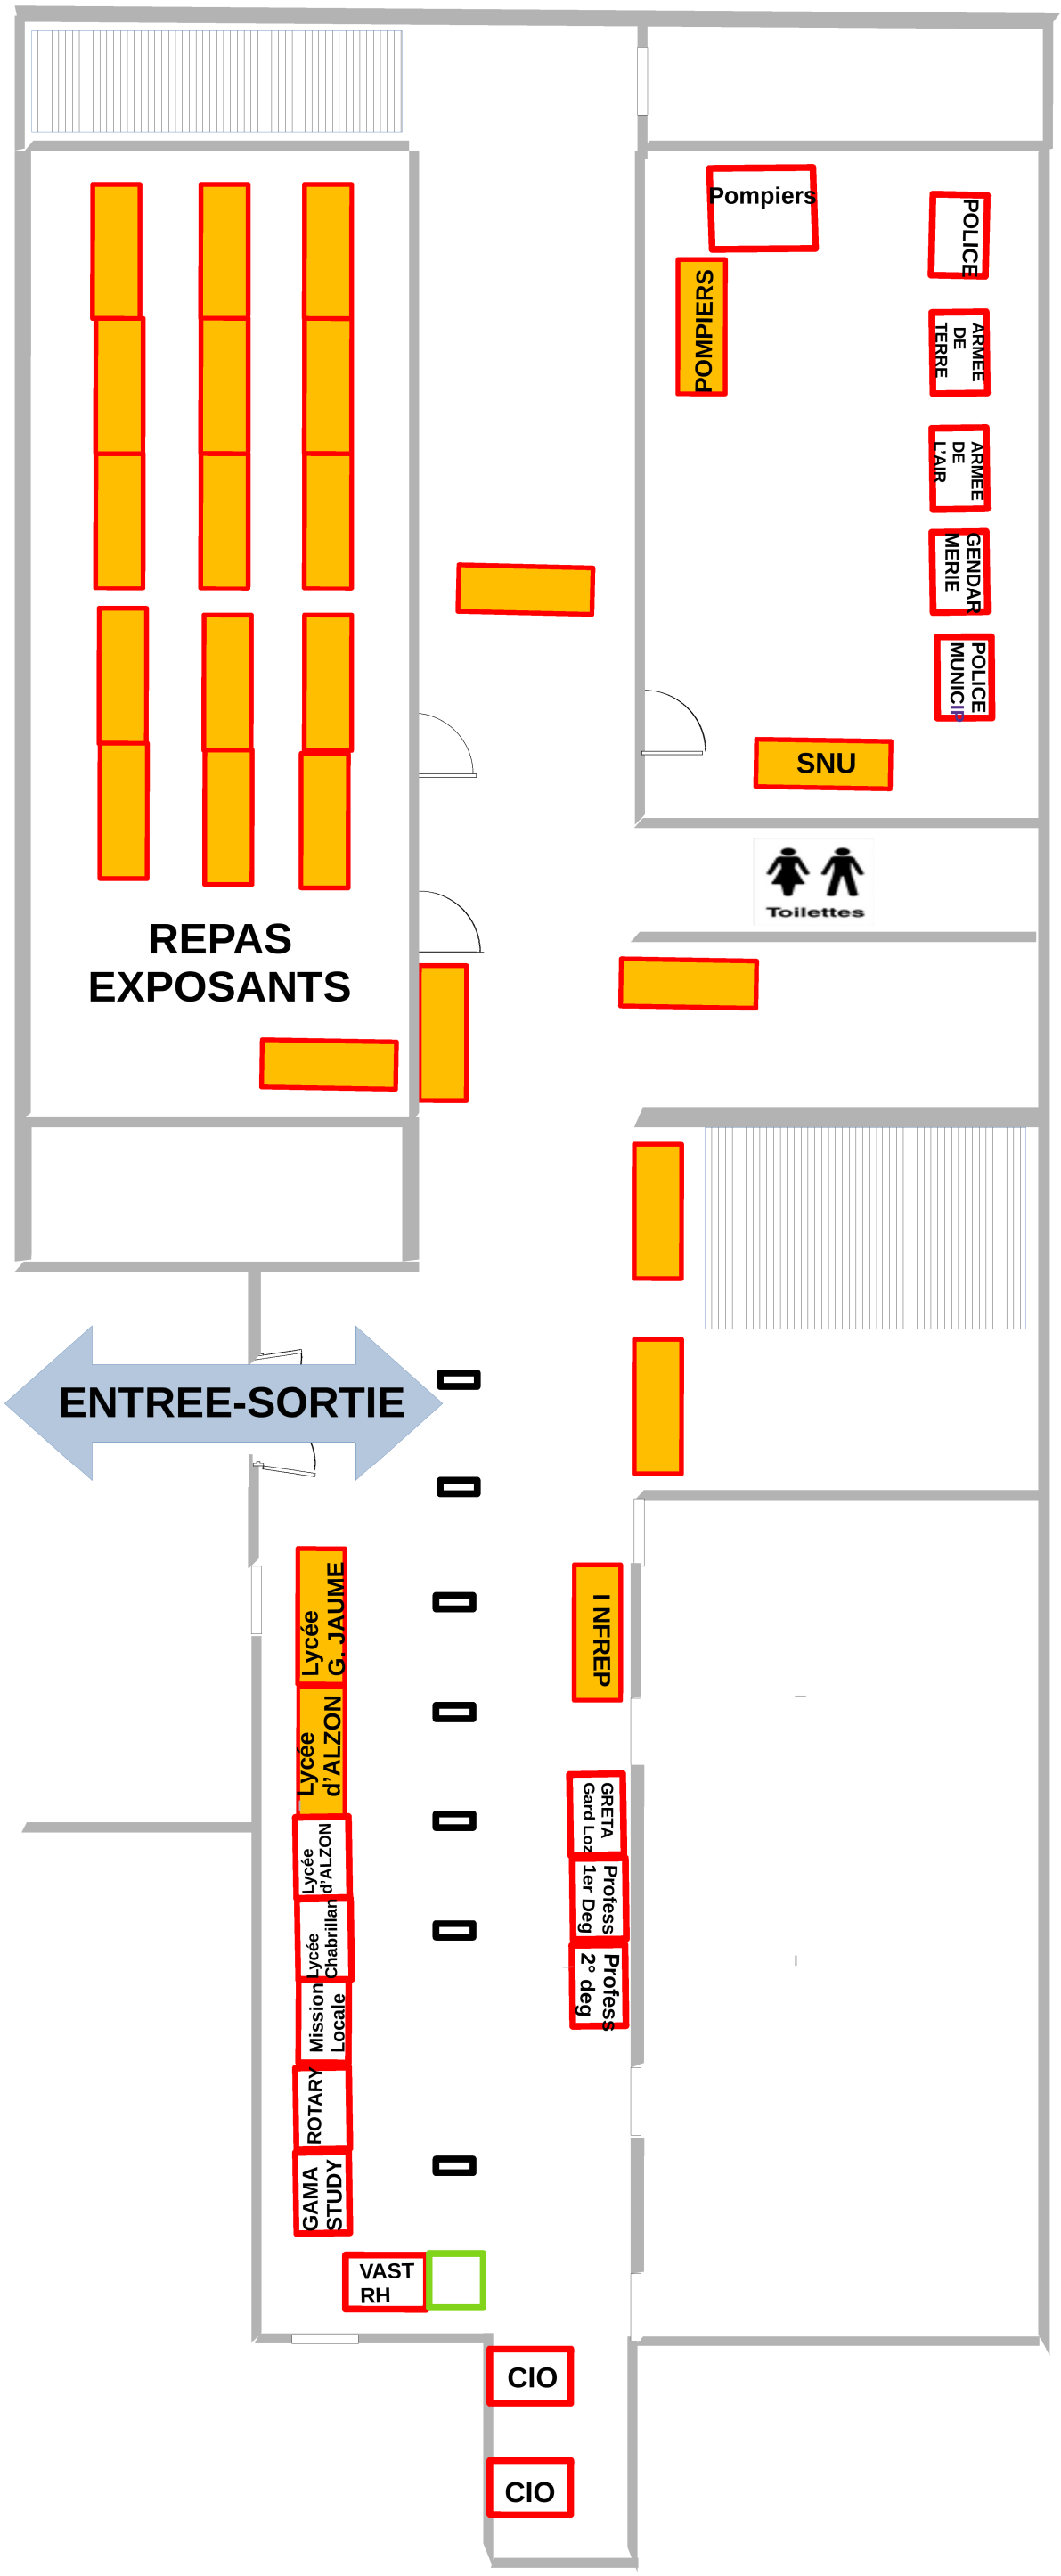 Pompiers
POLICE
POMPIERS
ARMEE
DE
TERRE
ARMEE
DE
L'AIR
GENDAR
MERIE
POLICE
MUNICIP
SNU
Toilettes
REPAS
EXPOSANTS
ENTREE-SORTIE
Lycée
G. JAUME
I NFREP
Lycée
d'ALZON
GRETA
Gard Loz
Lycée
d'ALZON
Profess
1er Deg
Lycée
Chabrillan
Profess
2° deg
Mission
Locale
ROTARY
GAMA
STUDY
VAST
RH
CIO
CIO